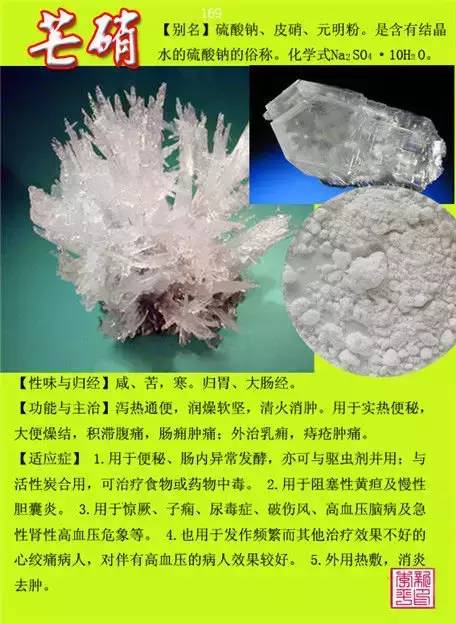 169
芒硝
【别名】硫酸钠、皮硝、元明粉。是含有结晶
水的硫酸钠的俗称。化学式Na₂SO₄·10H₂O。
【性味与归经】咸、苦，寒。归胃、大肠经。
【功能与主治】泻热通便，润燥软坚，清火消肿。用于实热便秘，
大便燥结，积滞腹痛，肠痈肿痛；外治乳痈，痔疮肿痛。
【适应症】 1.用于便秘、肠内异常发酵，亦可与驱虫剂并用；与
活性炭合用，可治疗食物或药物中毒。 2.用于阻塞性黄疸及慢性
胆囊炎。 3.用于惊厥、子痫、尿毒症、破伤风、高血压脑病及急
性肾性高血压危象等。 4.也用于发作频繁而其他治疗效果不好的
心绞痛病人，对伴有高血压的病人效果较好。 5.外用热敷，消炎
去肿。